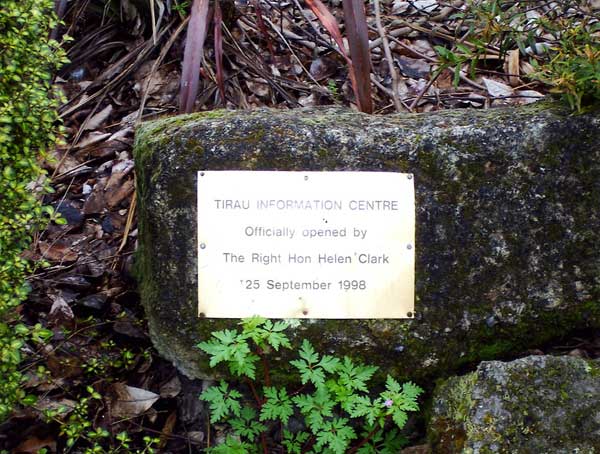 TIRAU INFORMATION CENTRE
Officially opened by
The Right Hon Helen Clark
25 September 1998